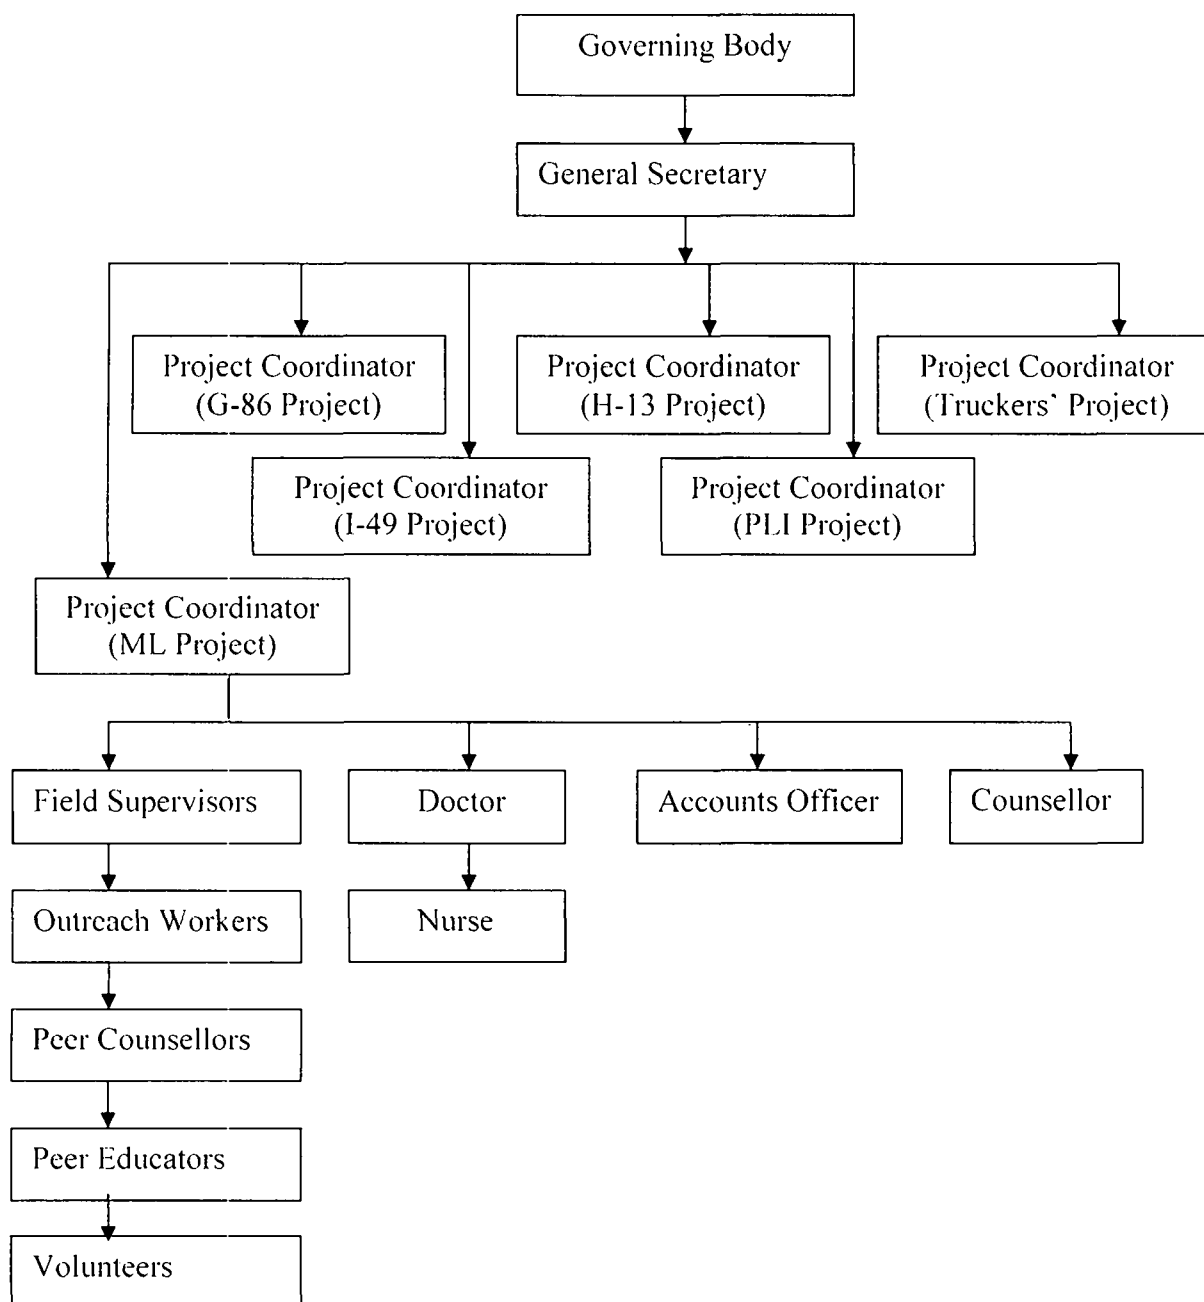 Governing Body
General Secretary
Project Coordinator
(G-86 Project)
Project Coordinator
(H-13 Project)
Project Coordinator
(Truckers' Project)
Project Coordinator
(I-49 Project)
Project Coordinator
(PLI Project)
Project Coordinator
(ML Project)
Field Supervisors
Doctor
Accounts Officer
Counsellor
Outreach Workers
Nurse
Peer Counsellors
Peer Educators
Volunteers